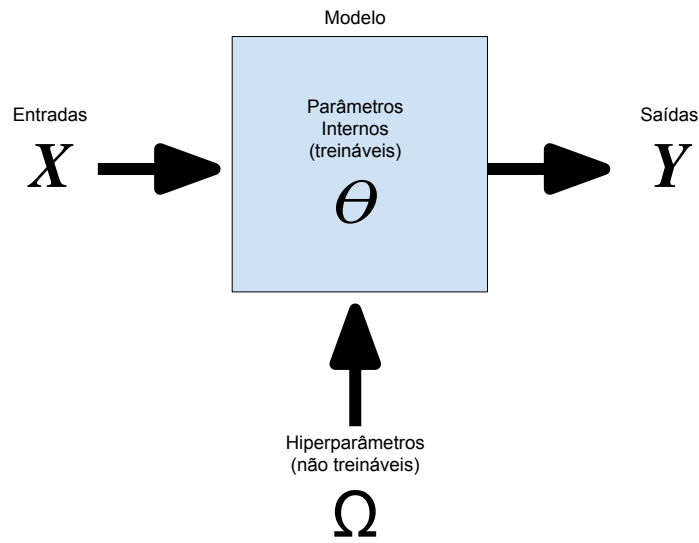 Modelo
Entradas
X
Parâmetros
Internos
(treináveis)
θ
Saídas
Y
Hiperparâmetros
(não treináveis)
Ω